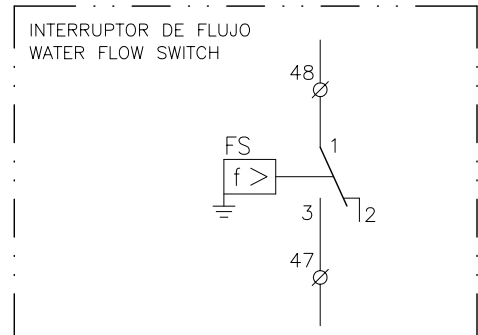 INTERRUPTOR DE FLUJO
WATER FLOW SWITCH
48
1
FS
f >
3
2
47